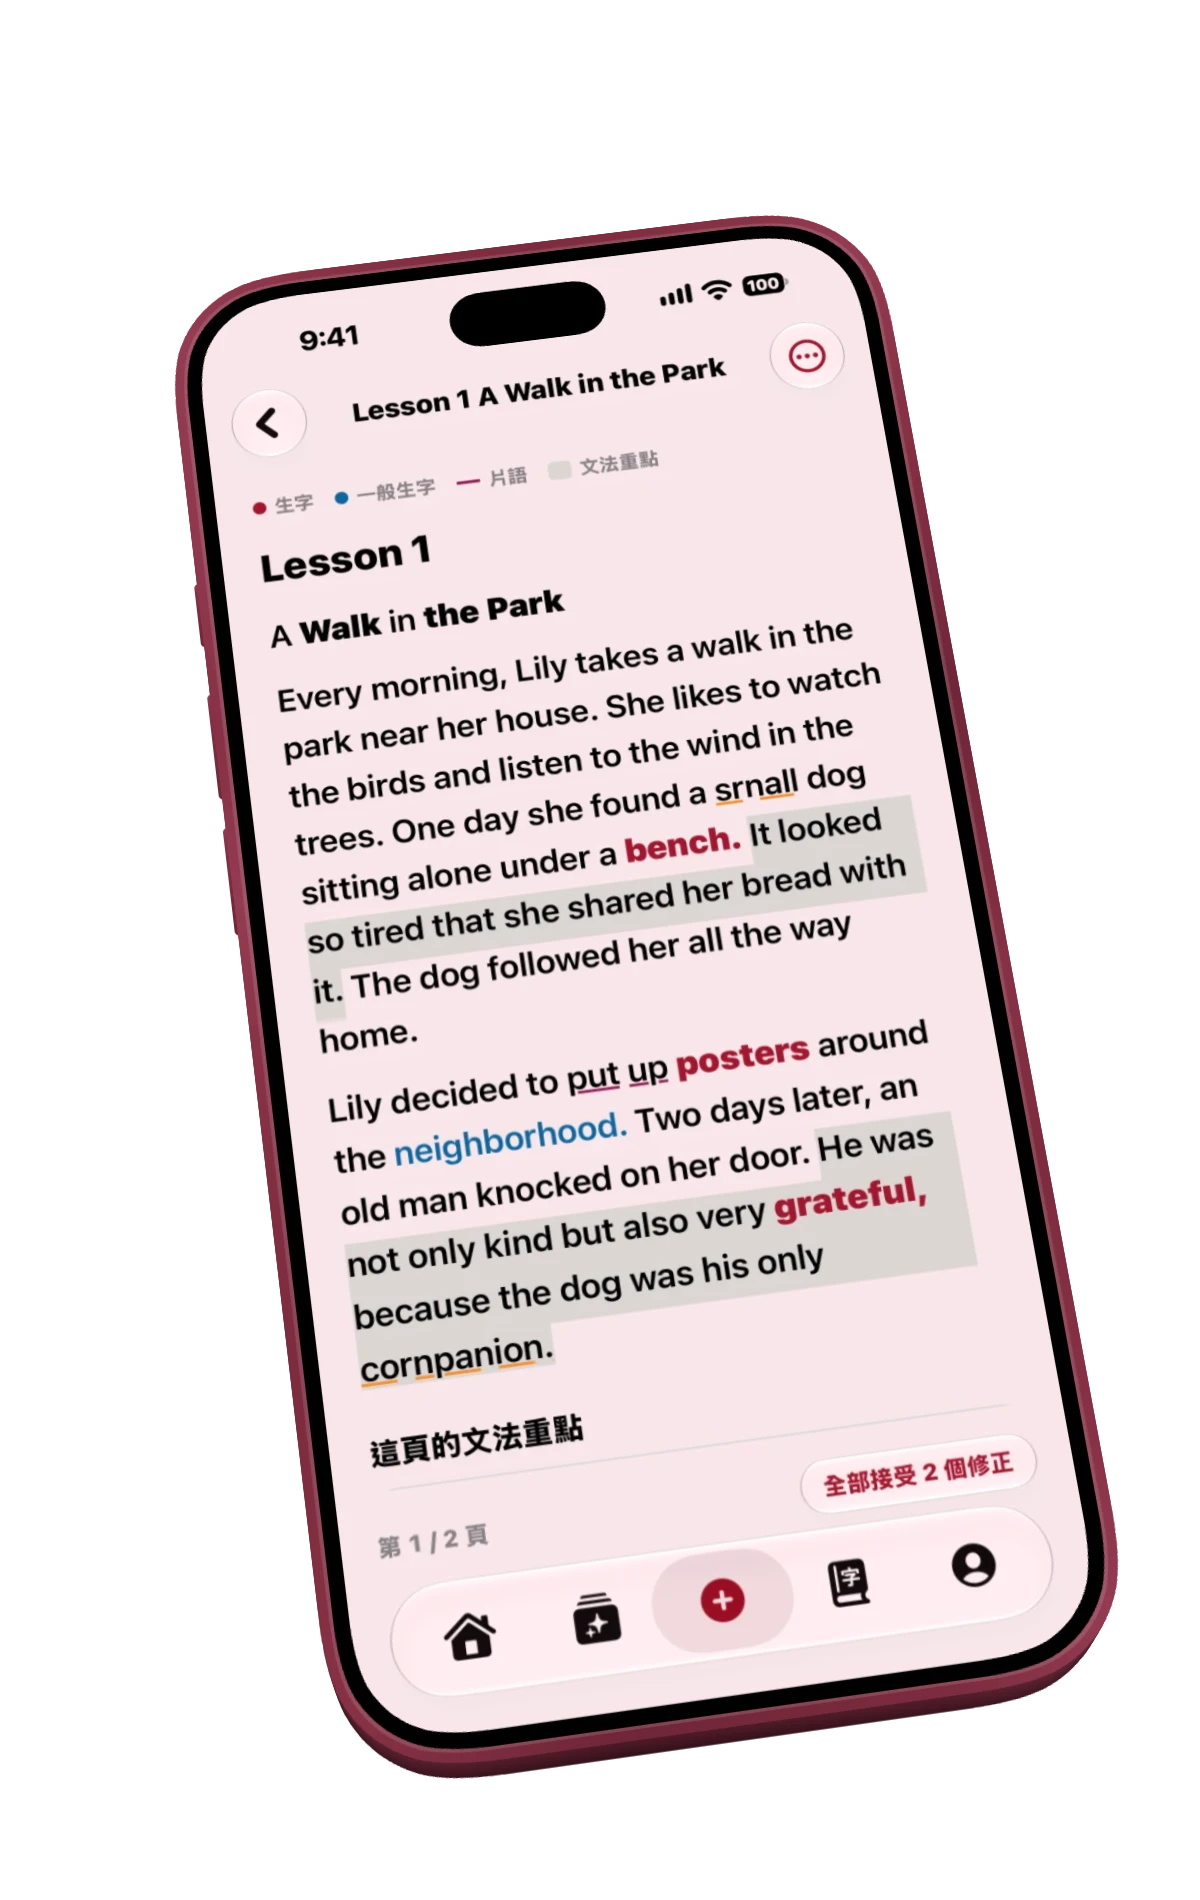 9:41
100
Lesson 1 A Walk in the Park
生字 一般生字 片語 文法重點
Lesson 1
A Walk in the Park
Every morning, Lily takes a walk in the
park near her house. She likes to watch
the birds and listen to the wind in the
trees. One day she found a srnall dog
sitting alone under a bench. It looked
so tired that she shared her bread with
it. The dog followed her all the way
home.
Lily decided to put up posters around
the neighborhood. Two days later, an
old man knocked on her door. He was
not only kind but also very grateful,
because the dog was his only
cornpanion.
這頁的文法重點
全部接受 2 個修正
第 1 / 2 頁
字